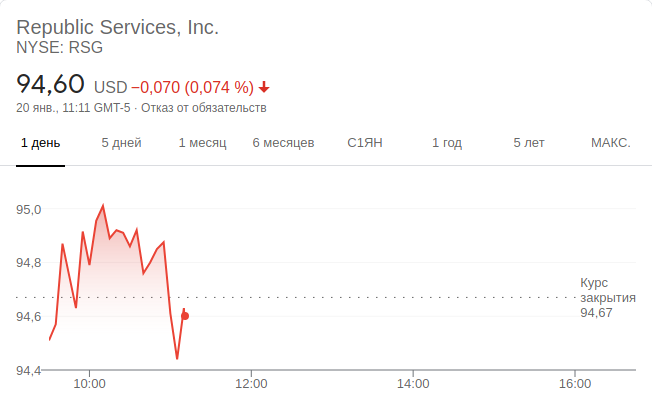 Republic Services, Inc.
NYSE: RSG
94,60 USD −0,070 (0,074 %)
20 янв., 11:11 GMT-5 · Отказ от обязательств
1 день 5 дней 1 месяц 6 месяцев С1ЯН 1 год 5 лет МАКС.
95,0
94,8
Курс
закрытия
94,67
94,6
94,4
10:00 12:00 14:00 16:00